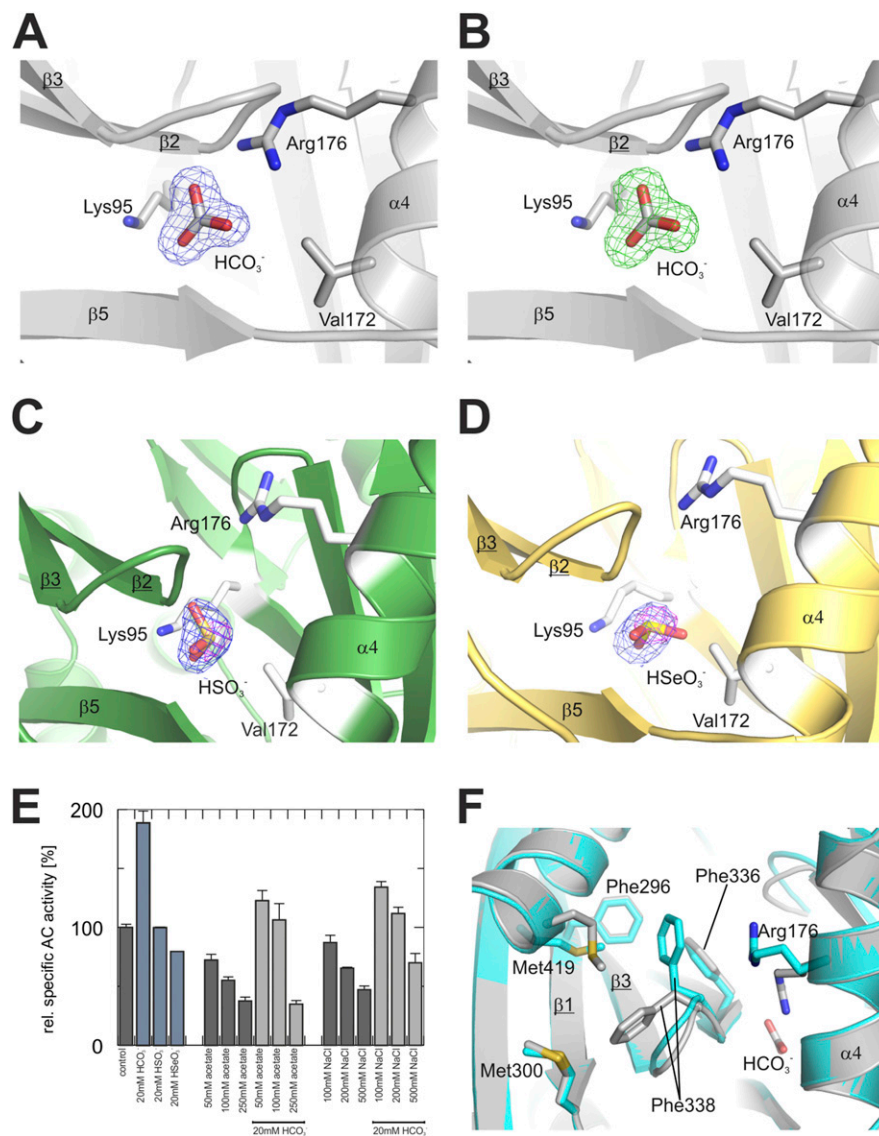 A
β3
β2
Arg176
Lys95
α4
HCO3-
β5
Val172
B
β3
β2
Arg176
Lys95
α4
HCO3-
β5
Val172
C
Arg176
β3
β2
Lys95
α4
HSO3-
β5
Val172
D
Arg176
β3
β2
Lys95
α4
HSeO3-
β5
Val172
E
rel. specific AC activity [%]
200
100
0
control
20mM HCO3-
20mM HSO3-
20mM HSeO3-
50mM acetate
100mM acetate
250mM acetate
50mM acetate
100mM acetate
250mM acetate
20mM HCO3-
100mM NaCl
200mM NaCl
500mM NaCl
100mM NaCl
200mM NaCl
500mM NaCl
20mM HCO3-
F
Phe296
Phe336
Arg176
Met419
β3
β1
HCO3-
α4
Met300
Phe338